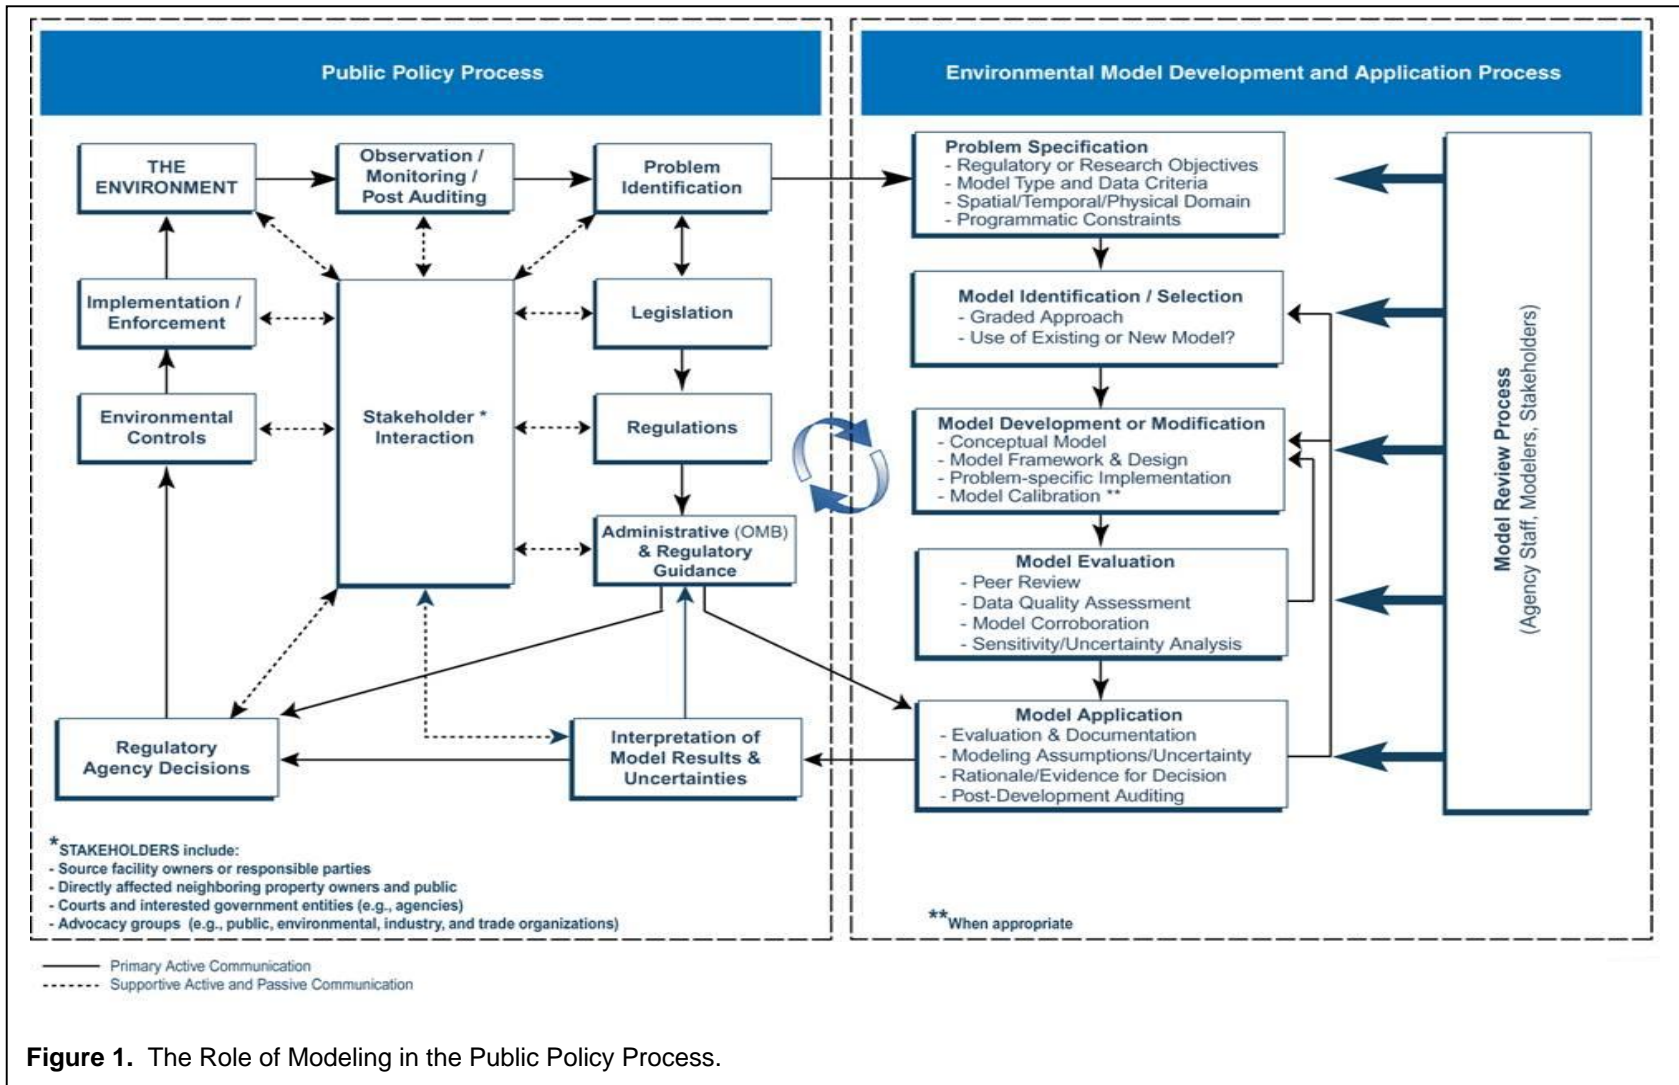 Public Policy Process
THE
ENVIRONMENT
Observation /
Monitoring /
Post Auditing
Problem
Identification
Implementation /
Enforcement
Legislation
Environmental
Controls
Stakeholder *
Interaction
Regulations
Administrative (OMB)
& Regulatory
Guidance
Regulatory
Agency Decisions
Interpretation of
Model Results &
Uncertainties
*STAKEHOLDERS include:
- Source facility owners or responsible parties
- Directly affected neighboring property owners and public
- Courts and interested government entities (e.g., agencies)
- Advocacy groups (e.g., public, environmental, industry, and trade organizations)
Environmental Model Development and Application Process
Problem Specification
- Regulatory or Research Objectives
- Model Type and Data Criteria
- Spatial/Temporal/Physical Domain
- Programmatic Constraints
Model Identification / Selection
- Graded Approach
- Use of Existing or New Model?
Model Development or Modification
- Conceptual Model
- Model Framework & Design
- Problem-specific Implementation
- Model Calibration **
Model Evaluation
- Peer Review
- Data Quality Assessment
- Model Corroboration
- Sensitivity/Uncertainty Analysis
Model Application
- Evaluation & Documentation
- Modeling Assumptions/Uncertainty
- Rationale/Evidence for Decision
- Post-Development Auditing
Model Review Process
(Agency Staff, Modelers, Stakeholders)
**When appropriate
Primary Active Communication
Supportive Active and Passive Communication
Figure 1. The Role of Modeling in the Public Policy Process.